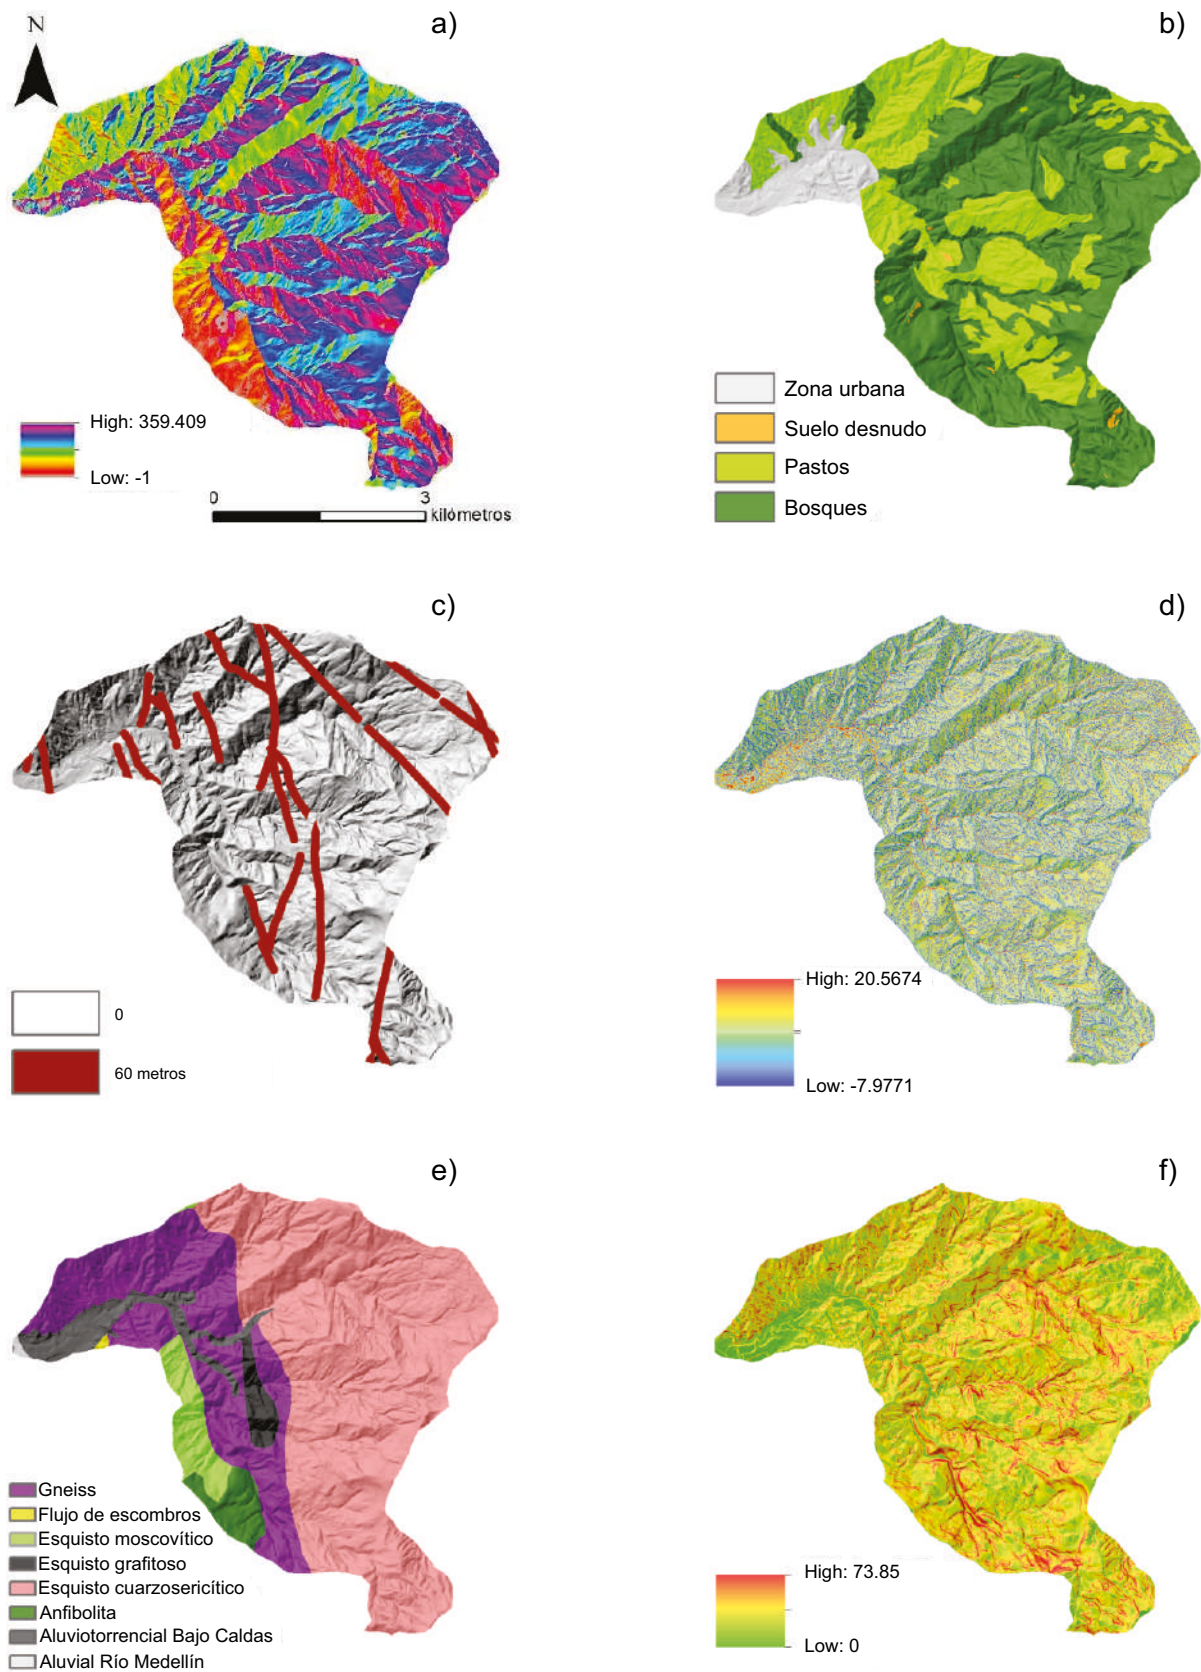 N
a)
High: 359.409
Low: -1
0
3
kilómetros
b)
Zona urbana
Suelo desnudo
Pastos
Bosques
c)
0
60 metros
d)
High: 20.5674
Low: -7.9771
e)
Gneiss
Flujo de escombros
Esquisto moscovítico
Esquisto grafitoso
Esquisto cuarzosericítico
Anfibolita
Aluviotorrencial Bajo Caldas
Aluvial Río Medellín
f)
High: 73.85
Low: 0